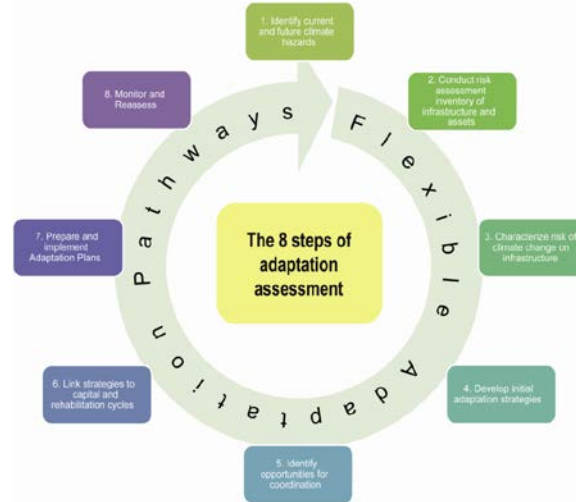 1. Identify current
and future climate
hazards
2. Conduct risk
assessment
inventory of
infrastructure and
assets
3. Characterize risk of
climate change on
infrastructure
4. Develop initial
adaptation strategies
5. Identify
opportunities for
coordination
6. Link strategies to
capital and
rehabilitation cycles
7. Prepare and
implement
Adaptation Plans
8. Monitor and
Reassess
Flexible Adaptation Pathways
The 8 steps of
adaptation
assessment